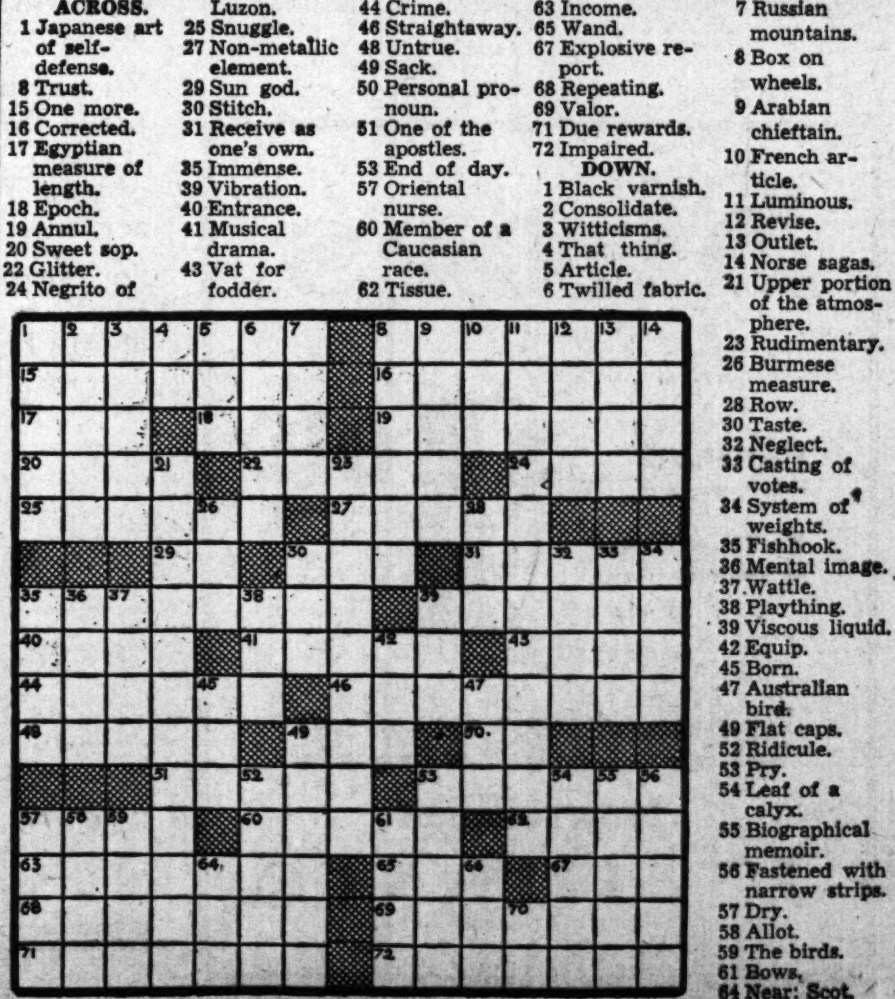 ACROSS.
1 Japanese art
of self-
defense.
8 Trust.
15 One more.
16 Corrected.
17 Egyptian
measure of
length.
18 Epoch.
19 Annul.
20 Sweet sop.
22 Glitter.
24 Negrito of
Luzon.
25 Snuggle.
27 Non-metallic
element.
29 Sun god.
30 Stitch.
31 Receive as
one's own.
35 Immense.
39 Vibration.
40 Entrance.
41 Musical
drama.
43 Vat for
fodder.
44 Crime.
46 Straightaway.
48 Untrue.
49 Sack.
50 Personal pro-
noun.
51 One of the
apostles.
53 End of day.
57 Oriental
nurse.
60 Member of a
Caucasian
race.
62 Tissue.
63 Income.
65 Wand.
67 Explosive re-
port.
68 Repeating.
69 Valor.
71 Due rewards.
72 Impaired.
DOWN.
1 Black varnish.
2 Consolidate.
3 Witticisms.
4 That thing.
5 Article.
6 Twilled fabric.
7 Russian
mountains.
8 Box on
wheels.
9 Arabian
chieftain.
10 French ar-
ticle.
11 Luminous.
12 Revise.
13 Outlet.
14 Norse sagas.
21 Upper portion
of the atmos-
phere.
23 Rudimentary.
26 Burmese
measure.
28 Row.
30 Taste.
32 Neglect.
33 Casting of
votes.
34 System of
weights.
35 Fishhook.
36 Mental image.
37 Wattle.
38 Plaything.
39 Viscous liquid.
42 Equip.
45 Born.
47 Australian
bird.
49 Flat caps.
52 Ridicule.
53 Pry.
54 Leaf of a
calyx.
55 Biographical
memoir.
56 Fastened with
narrow strips.
57 Dry.
58 Allot.
59 The birds.
61 Bows.
64 Near: Scot.
1 2 3 4 5 6 7 8 9 10 11 12 13 14
15 16
17 18 19
20 21 22 23 24
25 26 27 28
29 30 31 32 33 34
35 36 37 38 39
40 41 42 43
44 45 46 47
48 49 50
51 52 53 54 55 56
57 58 59 60 61 62
63 64 65 66 67
68 69 70
71 72